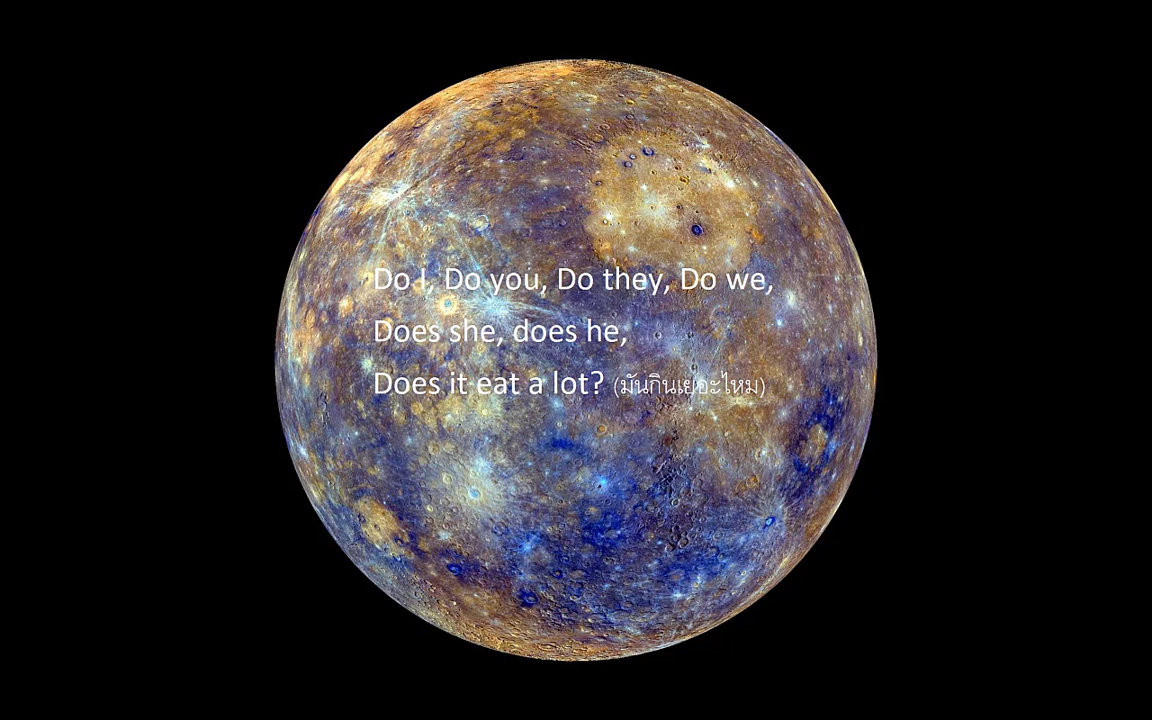 Do I, Do you, Do they, Do we,
Does she, does he,
Does it eat a lot? (มันกินเยอะไหม)